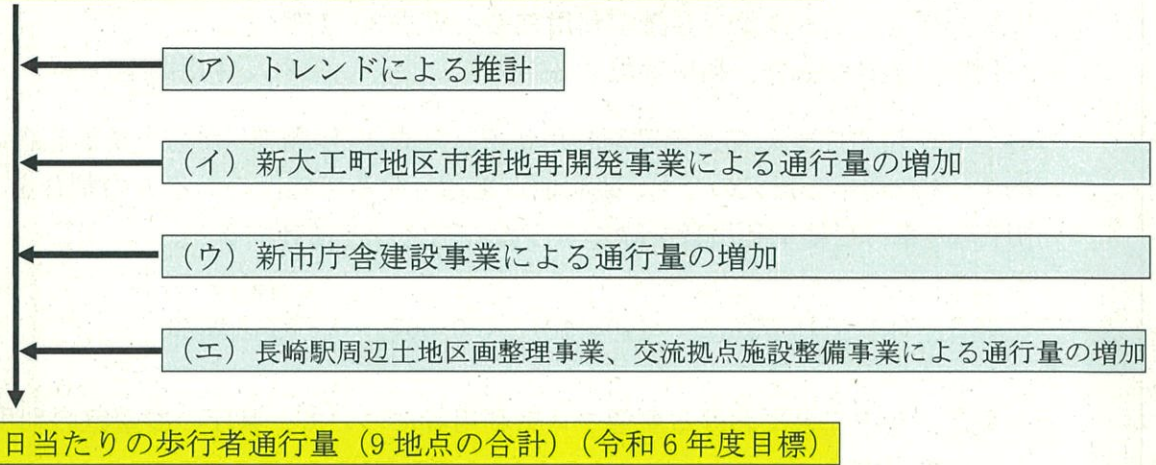 (ア) トレンドによる推計
(イ) 新大工町地区市街地再開発事業による通行量の増加
(ウ) 新市庁舎建設事業による通行量の増加
(エ) 長崎駅周辺土地区画整理事業、交流拠点施設整備事業による通行量の増加
日当たりの歩行者通行量（9 地点の合計）（令和 6 年度目標）